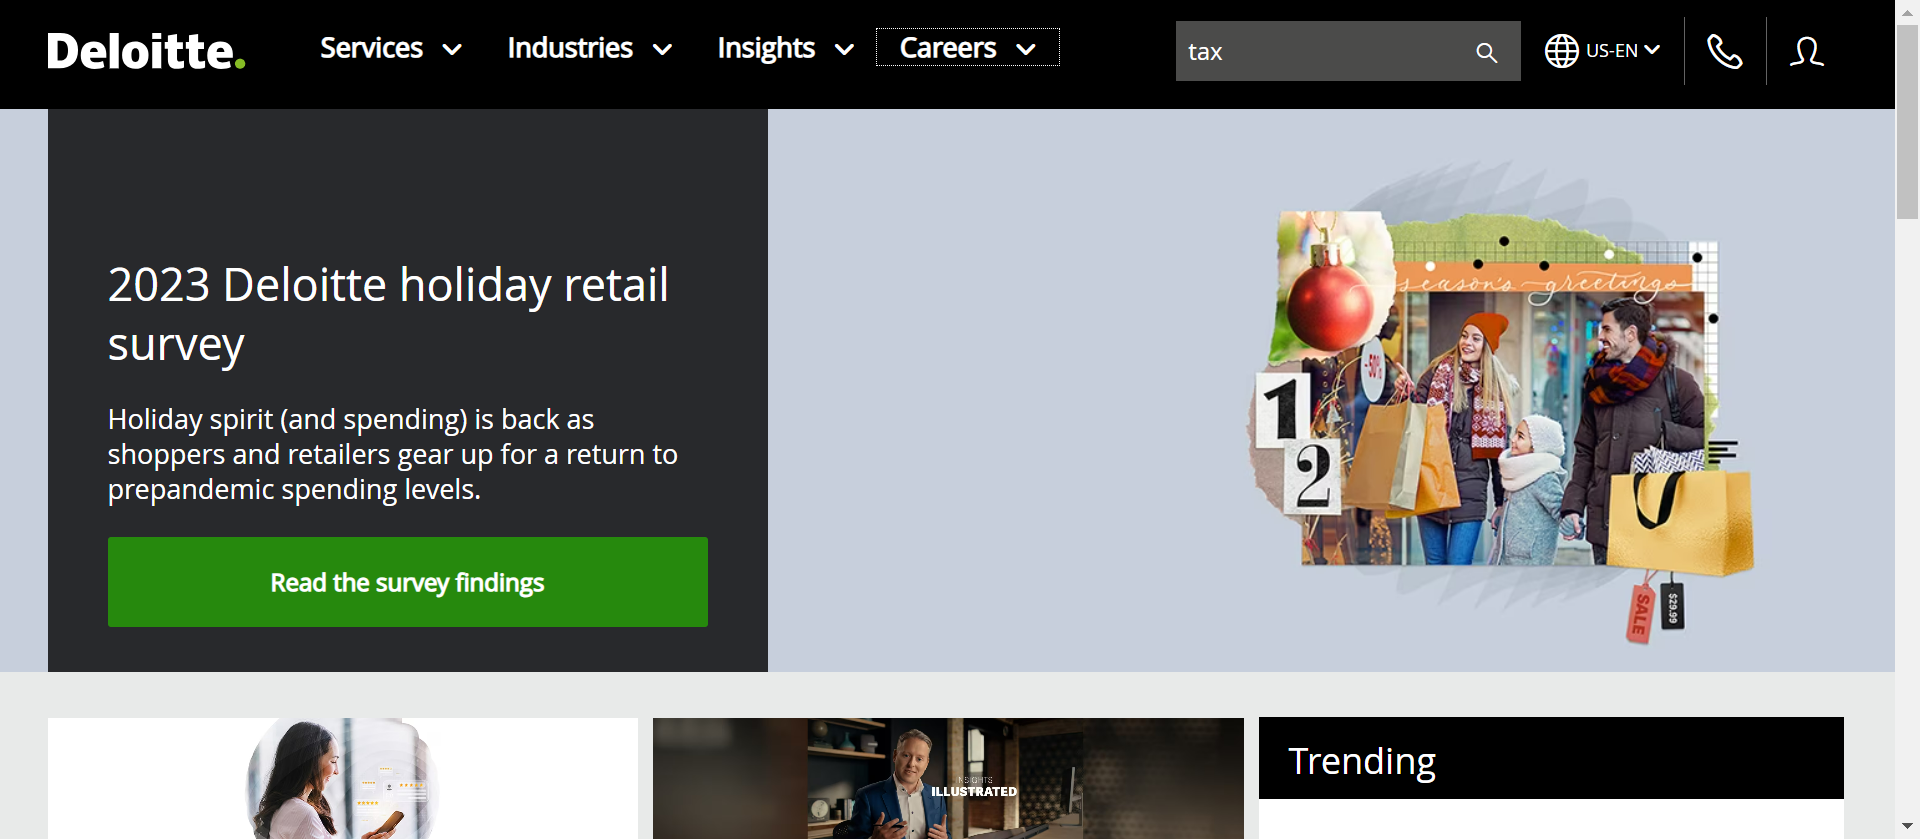 Deloitte.
Services
Industries
Insights
Careers
tax
US-EN
2023 Deloitte holiday retail
survey
Holiday spirit (and spending) is back as
shoppers and retailers gear up for a return to
prepandemic spending levels.
Read the survey findings
season's greetings
-50%
1
2
SALE
$29.99
INSIGHTS
ILLUSTRATED
Trending